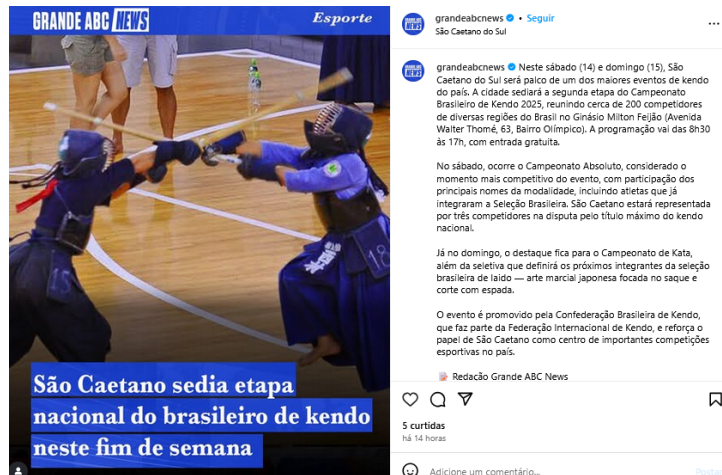 GRANDE ABC NEWS
Esporte
15
18
São Caetano sedia etapa
nacional do brasileiro de kendo
neste fim de semana
grandeabcnews • Seguir
São Caetano do Sul
grandeabcnews Neste sábado (14) e domingo (15), São
Caetano do Sul será palco de um dos maiores eventos de kendo
do país. A cidade sediará a segunda etapa do Campeonato
Brasileiro de Kendo 2025, reunindo cerca de 200 competidores
de diversas regiões do Brasil no Ginásio Milton Feijão (Avenida
Walter Thomé, 63, Bairro Olímpico). A programação vai das 8h30
às 17h, com entrada gratuita.
No sábado, ocorre o Campeonato Absoluto, considerado o
momento mais competitivo do evento, com participação dos
principais nomes da modalidade, incluindo atletas que já
integraram a Seleção Brasileira. São Caetano estará representada
por três competidores na disputa pelo título máximo do kendo
nacional.
Já no domingo, o destaque fica para o Campeonato de Kata,
além da seletiva que definirá os próximos integrantes da seleção
brasileira de Iaido — arte marcial japonesa focada no saque e
corte com espada.
O evento é promovido pela Confederação Brasileira de Kendo,
que faz parte da Federação Internacional de Kendo, e reforça o
papel de São Caetano como centro de importantes competições
esportivas no país.
Redação Grande ABC News
5 curtidas
há 14 horas
Adicione um comentário...
Postar